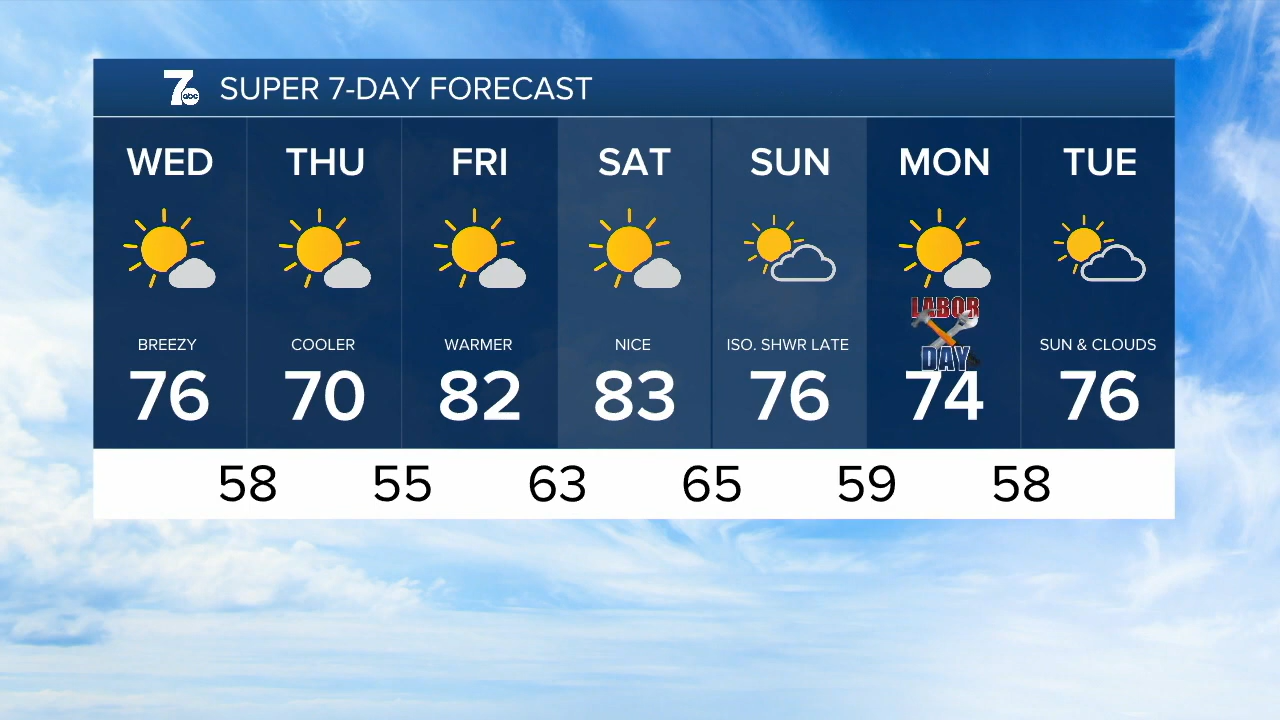 7 abc SUPER 7-DAY FORECAST
WED THU FRI SAT SUN MON TUE
LABOR
DAY
BREEZY COOLER WARMER NICE ISO. SHWR LATE SUN & CLOUDS
76 70 82 83 76 74 76
58 55 63 65 59 58